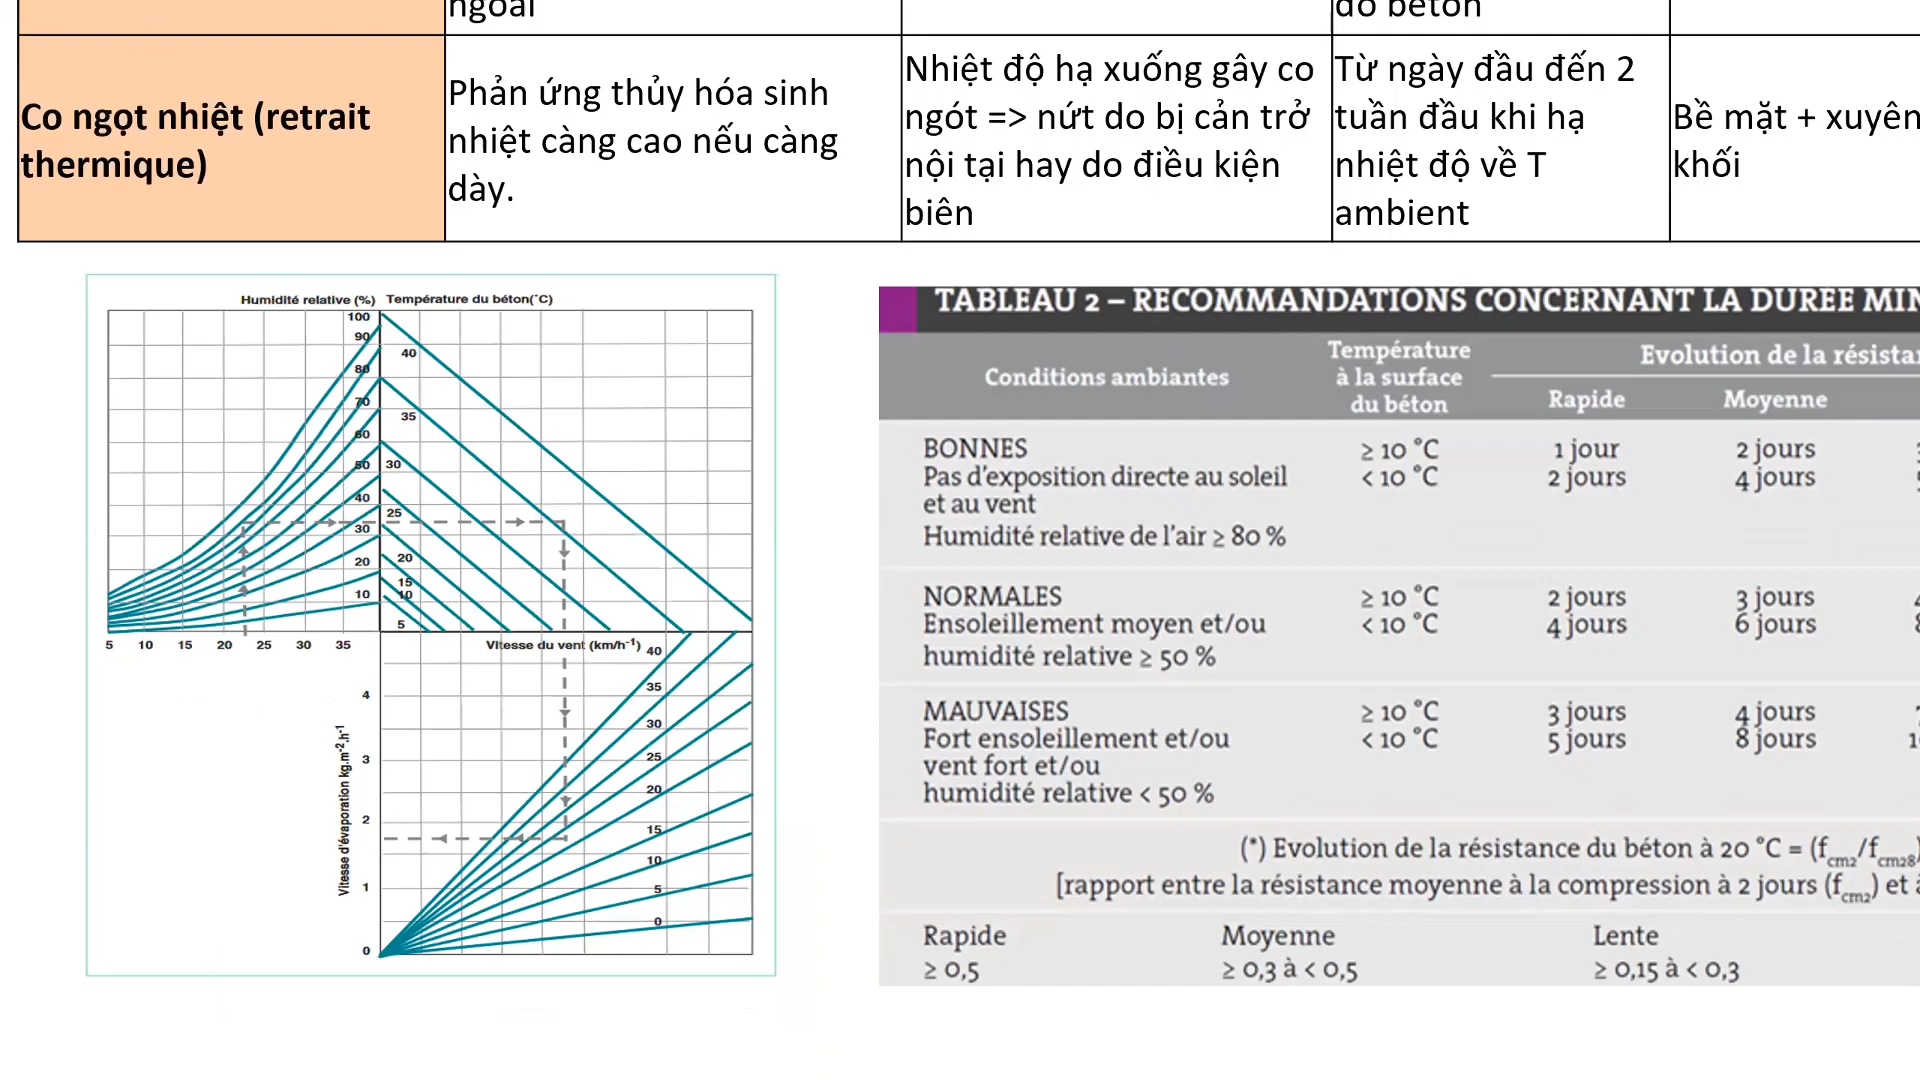 ngoài
do bêtôn
Co ngọt nhiệt (retrait
thermique)
Phản ứng thủy hóa sinh
nhiệt càng cao nếu càng
dày.
Nhiệt độ hạ xuống gây co
ngót => nứt do bị cản trở
nội tại hay do điều kiện
biên
Từ ngày đầu đến 2
tuần đầu khi hạ
nhiệt độ về T
ambient
Bề mặt + xuyên
khối
Humidité relative (%) Température du béton(°C)
100
90
80
70
60
50
40
30
20
10
40
35
30
25
20
15
10
5
5 10 15 20 25 30 35
Vitesse du vent (km/h⁻¹)
40
35
30
25
20
15
10
5
0
Vitesse d'évaporation kg.m⁻².h⁻¹
4
3
2
1
0
TABLEAU 2 – RECOMMANDATIONS CONCERNANT LA DURÉE MIN
Conditions ambiantes
Température
à la surface
du béton
Evolution de la résista
Rapide Moyenne
BONNES ≥ 10 °C 1 jour 2 jours
Pas d'exposition directe au soleil < 10 °C 2 jours 4 jours
et au vent
Humidité relative de l'air ≥ 80 %
NORMALES ≥ 10 °C 2 jours 3 jours
Ensoleillement moyen et/ou < 10 °C 4 jours 6 jours
humidité relative ≥ 50 %
MAUVAISES ≥ 10 °C 3 jours 4 jours
Fort ensoleillement et/ou < 10 °C 5 jours 8 jours
vent fort et/ou
humidité relative < 50 %
(*) Evolution de la résistance du béton à 20 °C = (fcm2/fcm28)
[rapport entre la résistance moyenne à la compression à 2 jours (fcm2) et à
Rapide Moyenne Lente
≥ 0,5 ≥ 0,3 à < 0,5 ≥ 0,15 à < 0,3